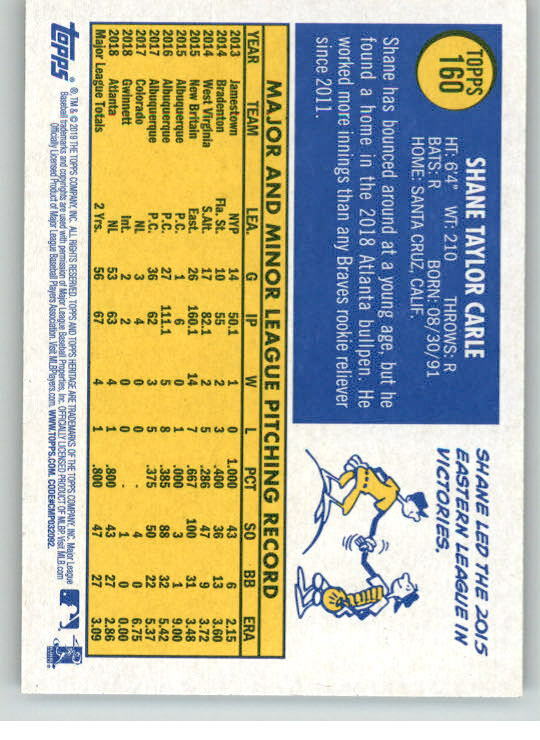 TOPPS
160
SHANE TAYLOR CARLE
HT: 6'4" WT: 210 THROWS: R
BATS: R BORN: 08/30/91
HOME: SANTA CRUZ, CALIF.
Shane has bounced around at a young age, but he
found a home in the 2018 Atlanta bullpen. He
worked more innings than any Braves rookie reliever
since 2011.
SHANE LED THE 2015
EASTERN LEAGUE IN
VICTORIES.
MAJOR AND MINOR LEAGUE PITCHING RECORD
YEAR TEAM LEA. G IP W L PCT SO BB ERA
2013 Jamestown NYP 14 50.1 1 0 1.000 43 6 2.15
2014 Bradenton Fla. St. 10 55 2 3 .400 36 13 3.60
2014 West Virginia S.Alt. 17 82.1 2 5 .286 47 9 3.72
2015 New Britain East. 26 160.1 14 7 .667 100 31 3.48
2015 Albuquerque P.C. 1 6 1 0 1.000 3 1 9.00
2016 Albuquerque P.C. 27 111.1 5 8 .385 88 32 5.42
2017 Albuquerque P.C. 36 62 3 5 .375 50 22 5.37
2017 Colorado NL 3 4 0 0 - 4 0 6.75
2018 Gwinnett Int. 2 2 0 0 - 1 0 0.00
2018 Atlanta NL 53 63 4 1 .800 43 27 2.86
Major League Totals 2 Yrs. 56 67 4 1 .800 47 27 3.09
topps
®, TM & © 2019 THE TOPPS COMPANY, INC. ALL RIGHTS RESERVED. TOPPS AND TOPPS HERITAGE ARE TRADEMARKS OF THE TOPPS COMPANY, INC. Major League
Baseball trademarks and copyrights are used with permission of Major League Baseball Properties, Inc. OFFICIALLY LICENSED PRODUCT OF MLBP. Visit MLB.com
Officially Licensed Product of Major League Baseball Players Association. Visit MLBPlayers.com. WWW.TOPPS.COM. CODE#CMP032092.